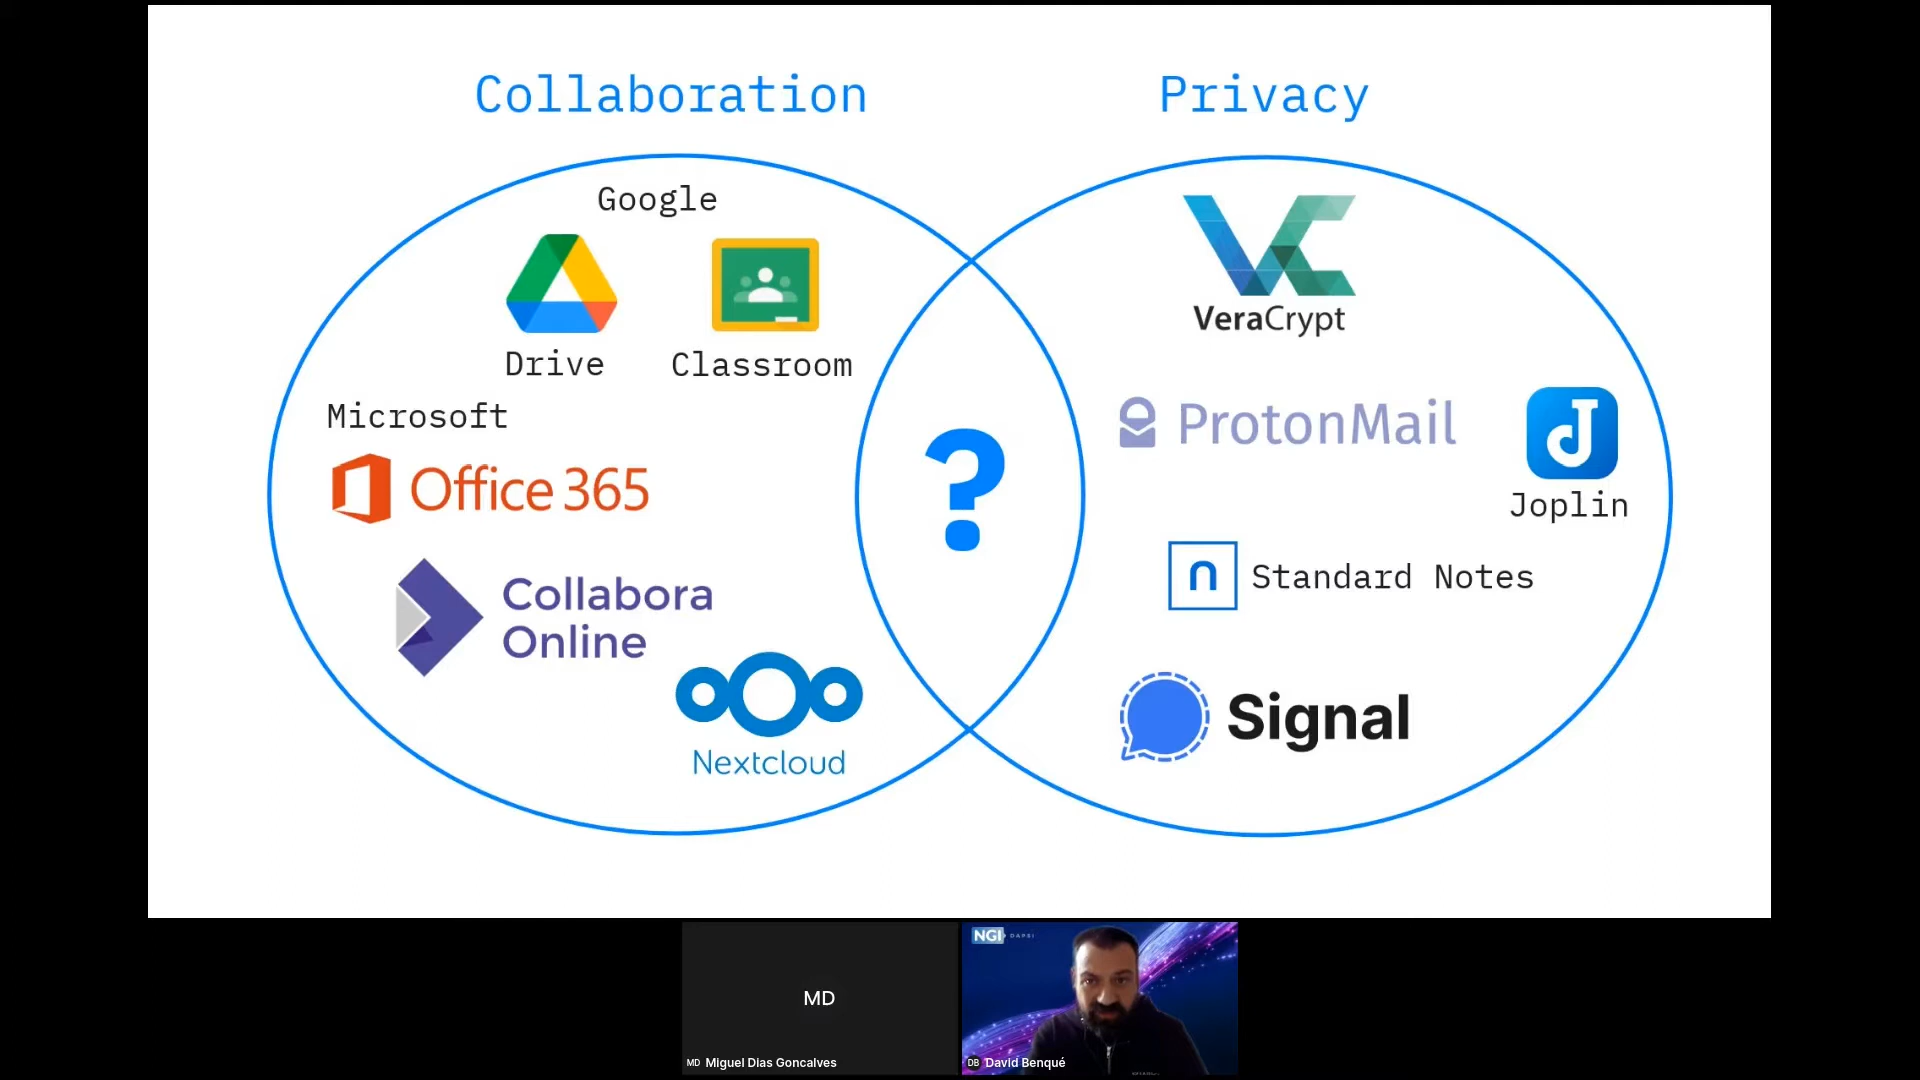 Collaboration
Privacy
Google
Drive
Classroom
Microsoft
Office 365
Collabora
Online
Nextcloud
?
VeraCrypt
ProtonMail
Joplin
Standard Notes
Signal
MD
MD Miguel Dias Goncalves
NGI DAPSI
DB David Benqué